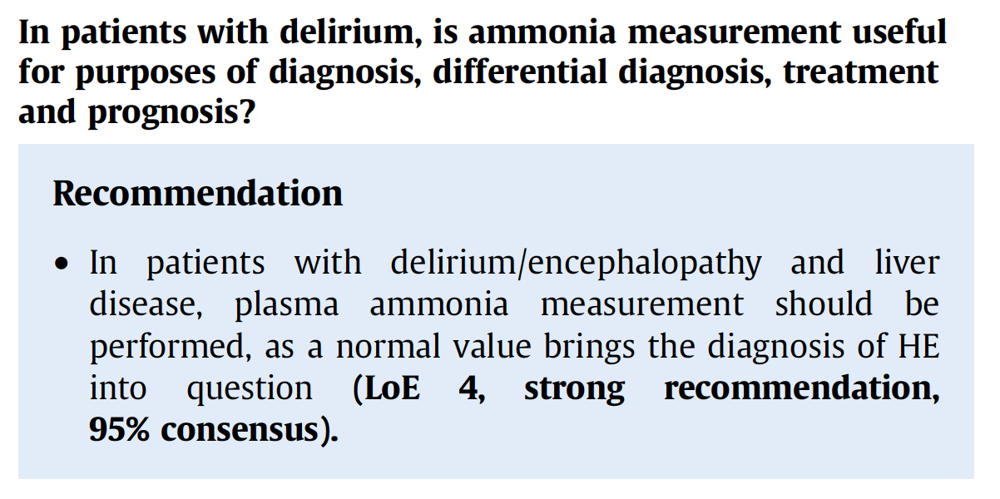 In patients with delirium, is ammonia measurement useful
for purposes of diagnosis, differential diagnosis, treatment
and prognosis?
Recommendation
• In patients with delirium/encephalopathy and liver
disease, plasma ammonia measurement should be
performed, as a normal value brings the diagnosis of HE
into question (LoE 4, strong recommendation,
95% consensus).